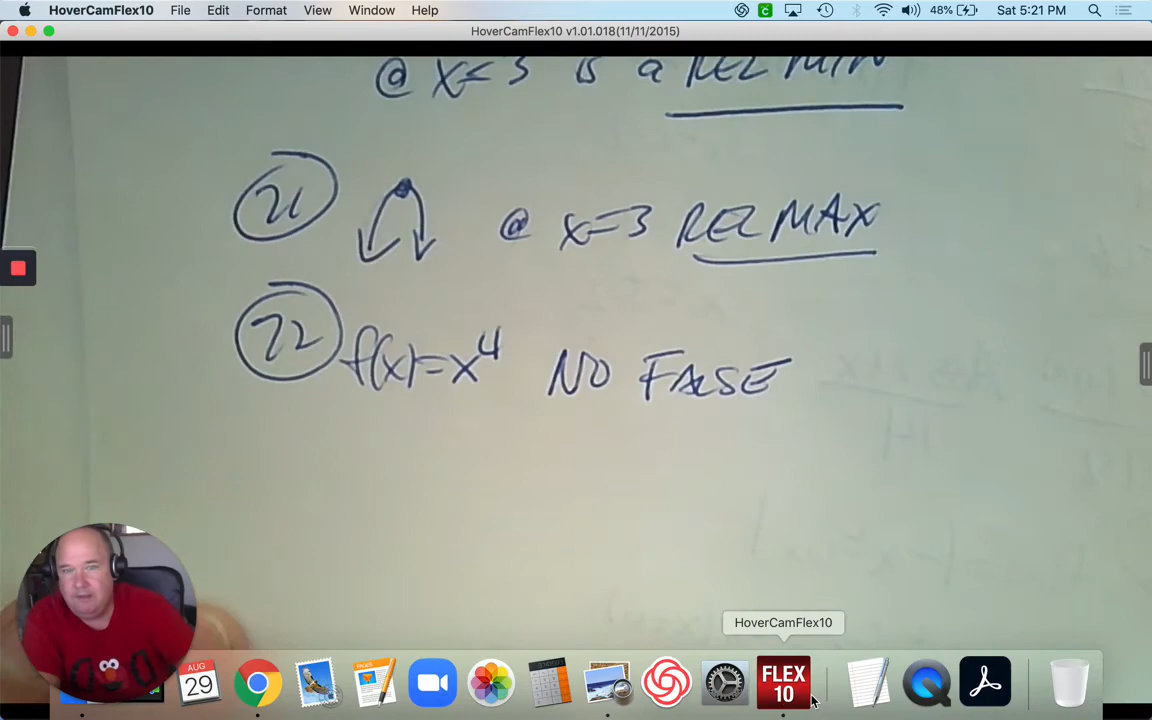 HoverCamFlex10 File Edit Format View Window Help 48% Sat 5:21 PM
HoverCamFlex10 v1.01.018(11/11/2015)
@ x=3 is a REL MIN
21 @ x=3 REL MAX
22 f(x)=x⁴ NO FALSE
HoverCamFlex10
AUG
29
PAGES
FLEX
10